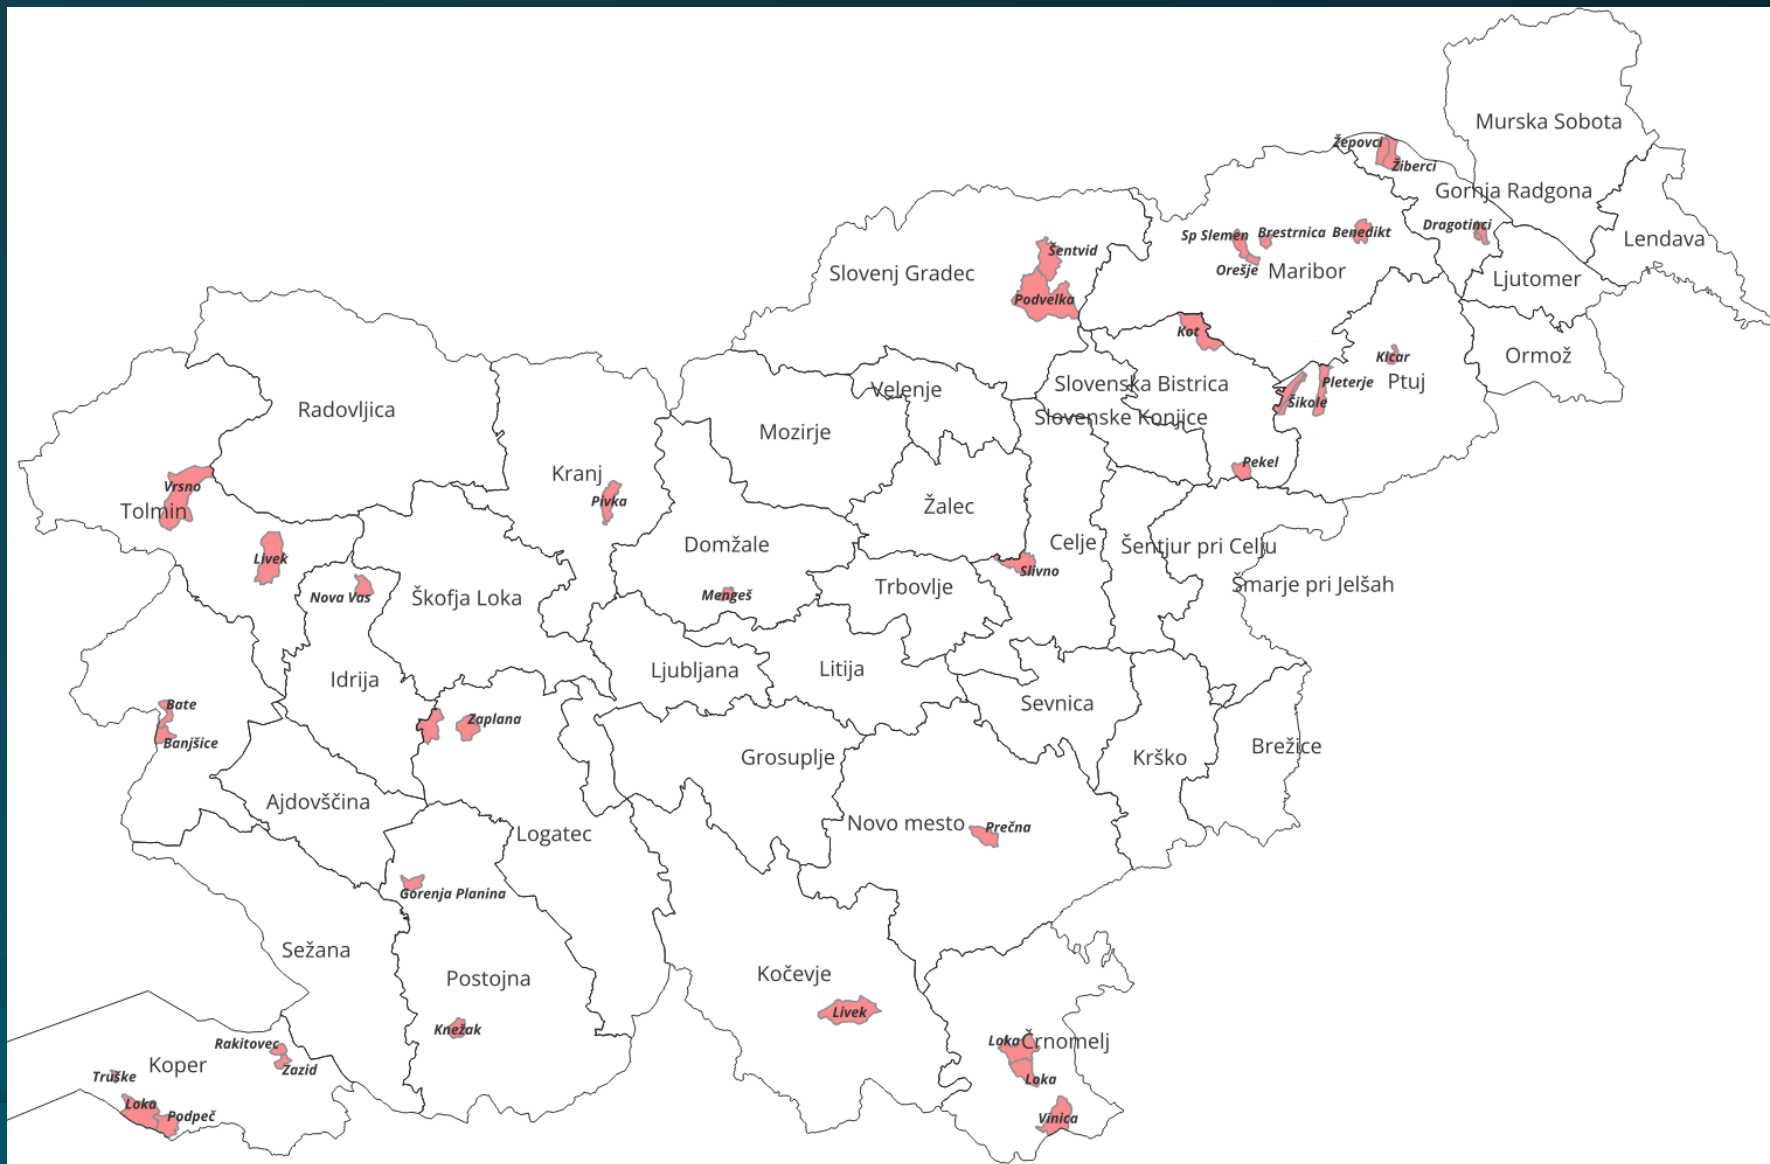 Murska Sobota
Žepovci
Žiberci
Gornja Radgona
Dragotinci
Sp Slemen
Brestrnica
Benedikt
Lendava
Šentvid
Slovenj Gradec
Orešje
Maribor
Ljutomer
Podvelka
Kot
Kicar
Ormož
Velenje
Slovenska Bistrica
Pleterje
Ptuj
Radovljica
Šikole
Slovenske Konjice
Mozirje
Pekel
Kranj
Vrsno
Pivka
Tolmin
Žalec
Domžale
Celje
Šentjur pri Celju
Livek
Slivno
Trbovlje
Šmarje pri Jelšah
Nova Vas
Škofja Loka
Mengeš
Ljubljana
Litija
Idrija
Sevnica
Bate
Zaplana
Banjšice
Grosuplje
Krško
Brežice
Ajdovščina
Logatec
Novo mesto
Prečna
Gorenja Planina
Sežana
Postojna
Kočevje
Livek
Knežak
Rakitovec
Loka
Črnomelj
Koper
Zazid
Truške
Loka
Loka
Podpeč
Vinica